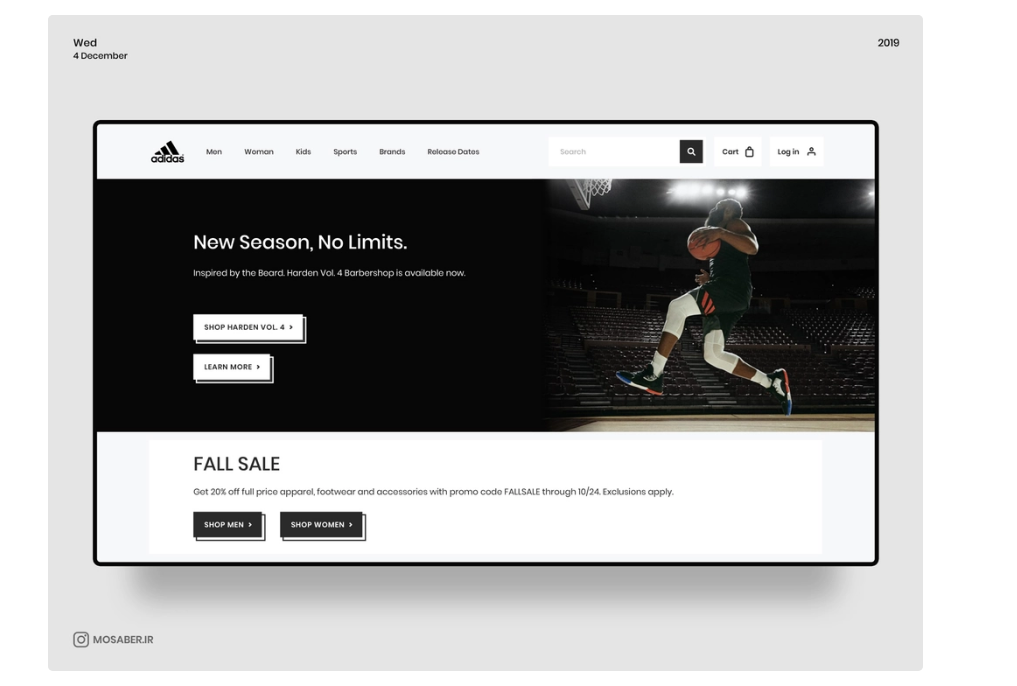 Wed
4 December
2019
adidas
Men
Woman
Kids
Sports
Brands
Release Dates
Search
Cart
Log in
New Season, No Limits.
Inspired by the Beard. Harden Vol. 4 Barbershop is available now.
SHOP HARDEN VOL. 4 >
LEARN MORE >
FALL SALE
Get 20% off full price apparel, footwear and accessories with promo code FALLSALE through 10/24. Exclusions apply.
SHOP MEN >
SHOP WOMEN >
MOSABER.IR